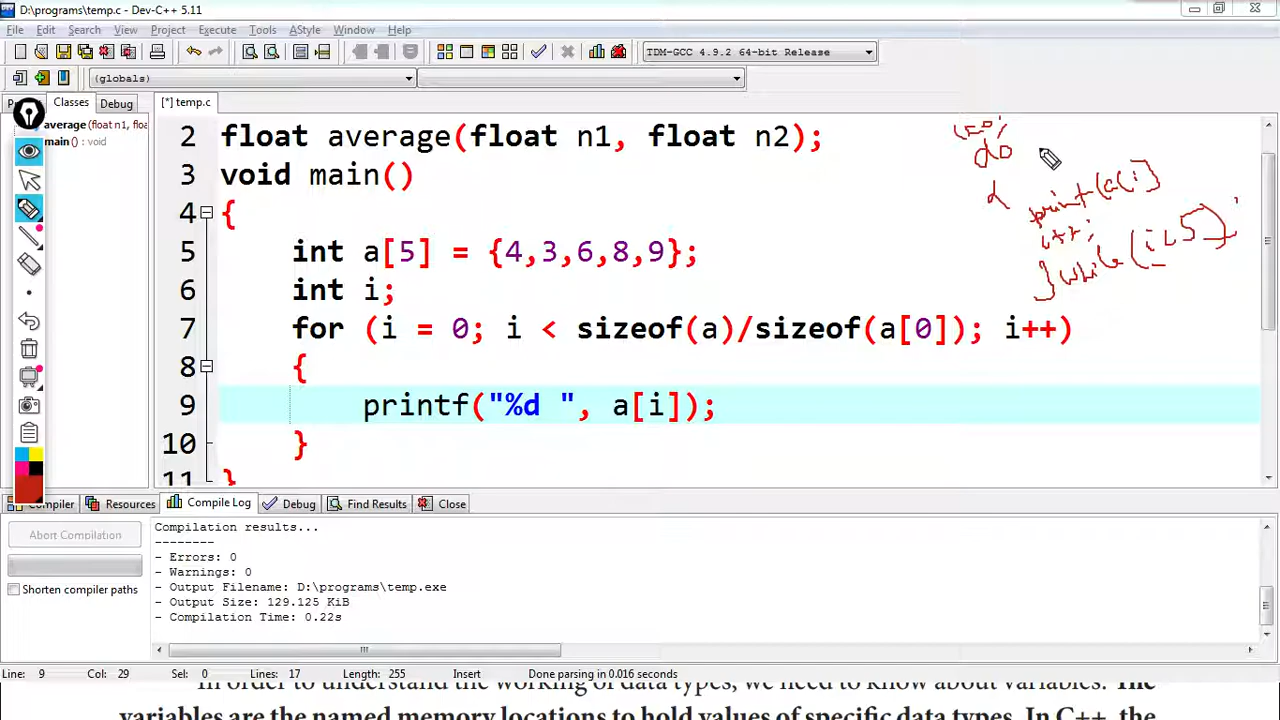 D:\programs\temp.c - Dev-C++ 5.11
File Edit Search View Project Execute Tools AStyle Window Help
TDM-GCC 4.9.2 64-bit Release
(globals)
Classes Debug
[*] temp.c
average(float n1, floa
main() : void
2 float average(float n1, float n2);
3 void main()
4 {
5 int a[5] = {4,3,6,8,9};
6 int i;
7 for (i = 0; i < sizeof(a)/sizeof(a[0]); i++)
8 {
9 printf("%d ", a[i]);
10 }
11 }
i=0;
do
{
print(a[i]
i++;
} while (i<5);
Compiler Resources Compile Log Debug Find Results Close
Abort Compilation
Shorten compiler paths
Compilation results...
--------
- Errors: 0
- Warnings: 0
- Output Filename: D:\programs\temp.exe
- Output Size: 129.125 KiB
- Compilation Time: 0.22s
Line: 9 Col: 29 Sel: 0 Lines: 17 Length: 255 Insert Done parsing in 0.016 seconds
In order to understand the working of data types, we need to know about variables. The
variables are the named memory locations to hold values of specific data types. In C++, the